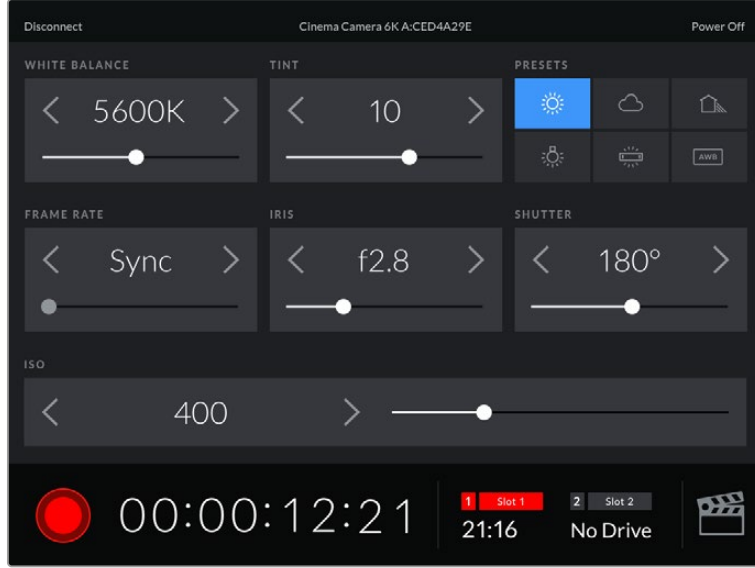 Disconnect
Cinema Camera 6K A:CED4A29E
Power Off
WHITE BALANCE
TINT
PRESETS
5600K
10
AWB
FRAME RATE
IRIS
SHUTTER
Sync
f2.8
180°
ISO
400
00:00:12:21
1 Slot 1
2 Slot 2
21:16
No Drive